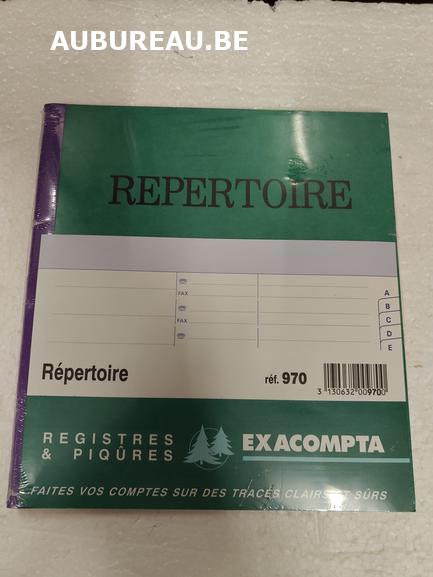 AUBUREAU.BE
REPERTOIRE
FAX
FAX
A
B
C
D
E
Répertoire
réf. 970
3 130632 009700
REGISTRES
& PIQÛRES
EXACOMPTA
FAITES VOS COMPTES SUR DES TRACÉS CLAIRS ET SÛRS